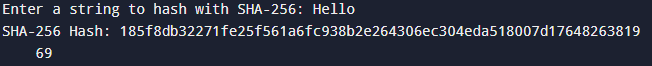 Enter a string to hash with SHA-256: Hello
SHA-256 Hash: 185f8db32271fe25f561a6fc938b2e264306ec304eda518007d17648263819
69